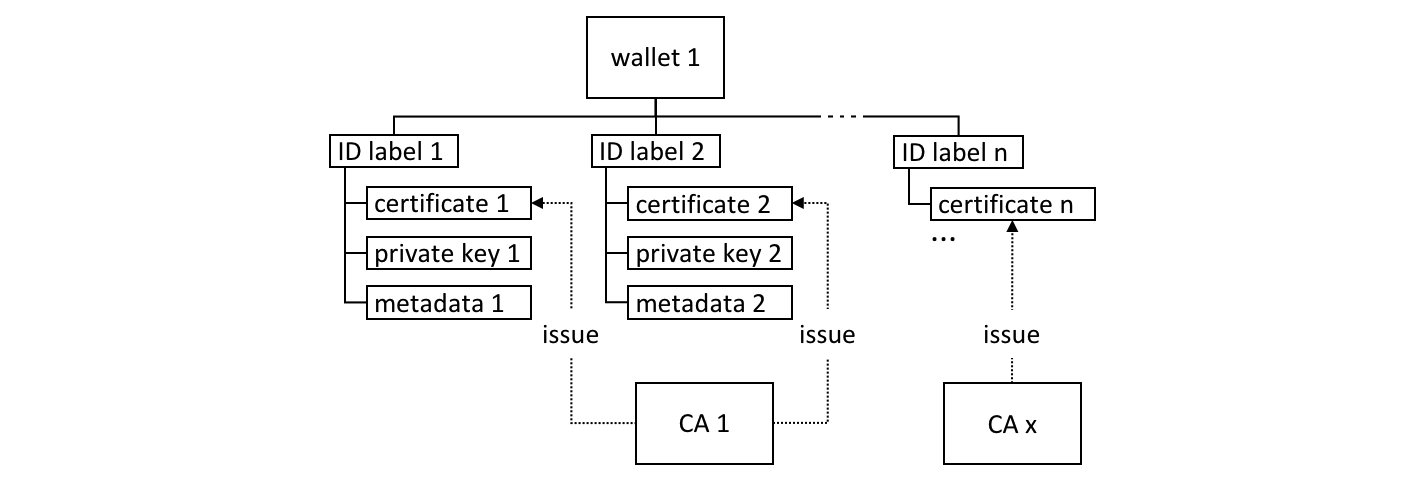 wallet 1
ID label 1
ID label 2
ID label n
certificate 1
certificate 2
certificate n
...
private key 1
private key 2
metadata 1
metadata 2
issue
issue
issue
CA 1
CA x